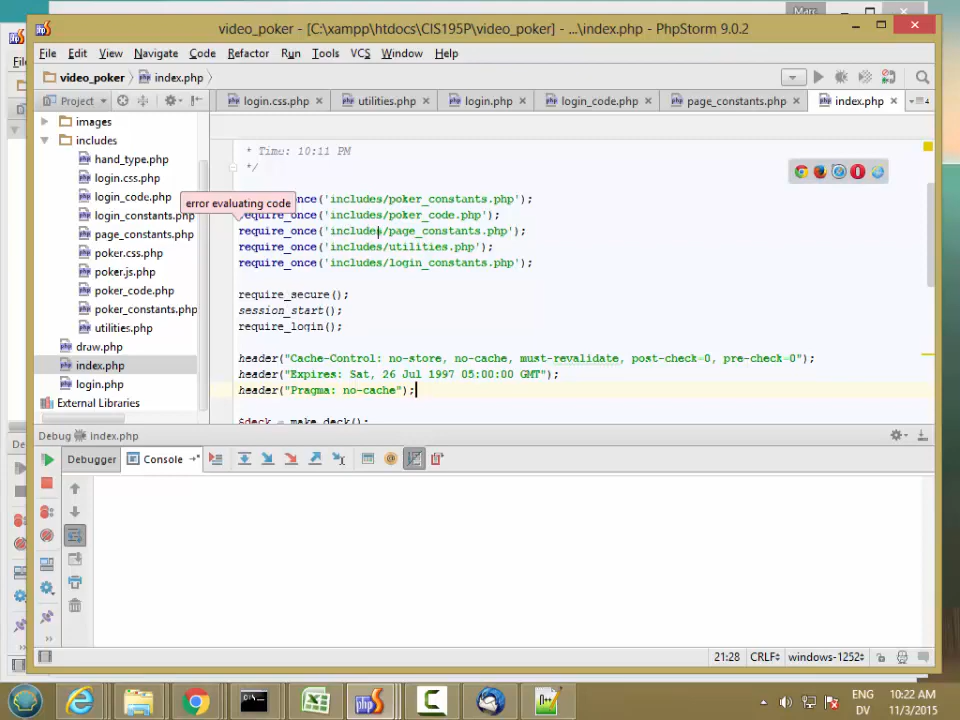 Marc
video_poker - [C:\xampp\htdocs\CIS195P\video_poker] - ...\index.php - PhpStorm 9.0.2
File Edit View Navigate Code Refactor Run Tools VCS Window Help
video_poker index.php
Project
login.css.php utilities.php login.php login_code.php page_constants.php index.php
images
includes
hand_type.php
login.css.php
login_code.php
login_constants.php
page_constants.php
poker.css.php
poker.js.php
poker_code.php
poker_constants.php
utilities.php
draw.php
index.php
login.php
External Libraries
* Time: 10:11 PM
*/
error evaluating code
once('includes/poker_constants.php');
require_once('includes/poker_code.php');
require_once('includes/page_constants.php');
require_once('includes/utilities.php');
require_once('includes/login_constants.php');
require_secure();
session_start();
require_login();
header("Cache-Control: no-store, no-cache, must-revalidate, post-check=0, pre-check=0");
header("Expires: Sat, 26 Jul 1997 05:00:00 GMT");
header("Pragma: no-cache");
$deck = make_deck();
Debug index.php
Debugger Console
21:28 CRLF windows-1252
ENG 10:22 AM
DV 11/3/2015